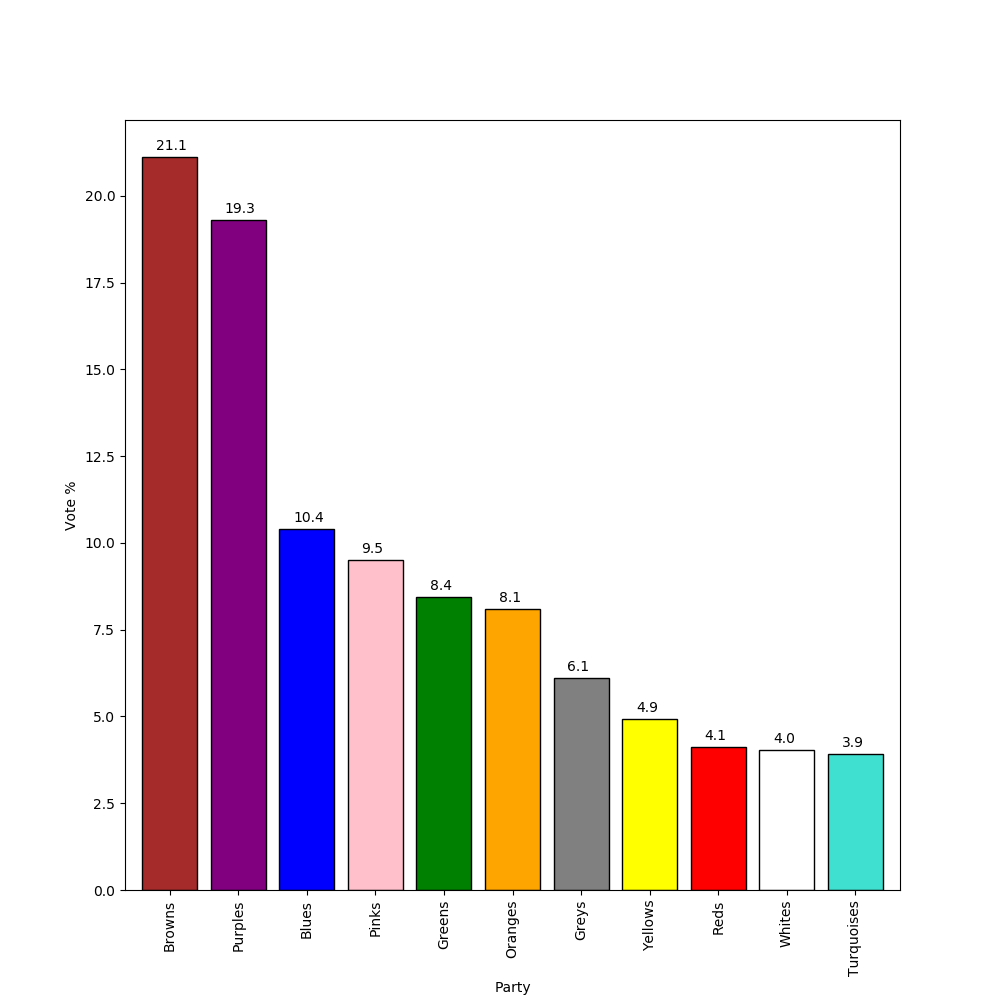 21.1
19.3
10.4
9.5
8.4
8.1
6.1
4.9
4.1
4.0
3.9
20.0
17.5
15.0
12.5
10.0
7.5
5.0
2.5
0.0
Vote %
Browns
Purples
Blues
Pinks
Greens
Oranges
Greys
Yellows
Reds
Whites
Turquoises
Party